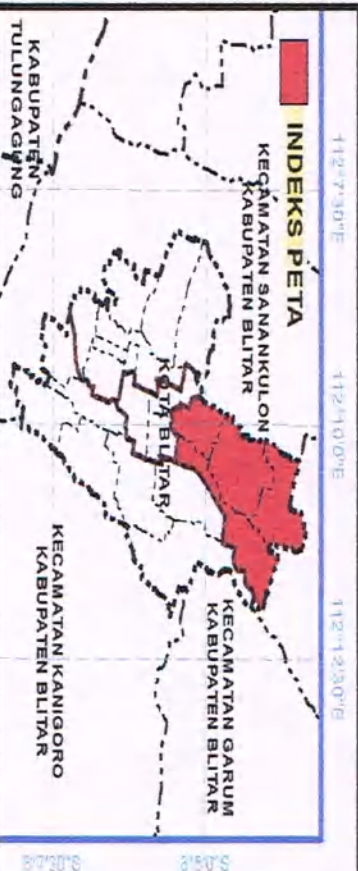 INDEKS PETA
112°7'30"E
112°10'0"E
112°12'30"E
KECAMATAN SANANKULON
KABUPATEN BLITAR
KOTA BLITAR
KECAMATAN GARUM
KABUPATEN BLITAR
KABUPATEN
TULUNGAGUNG
KECAMATAN KANIGORO
KABUPATEN BLITAR
8°5'0"S
8°7'30"S